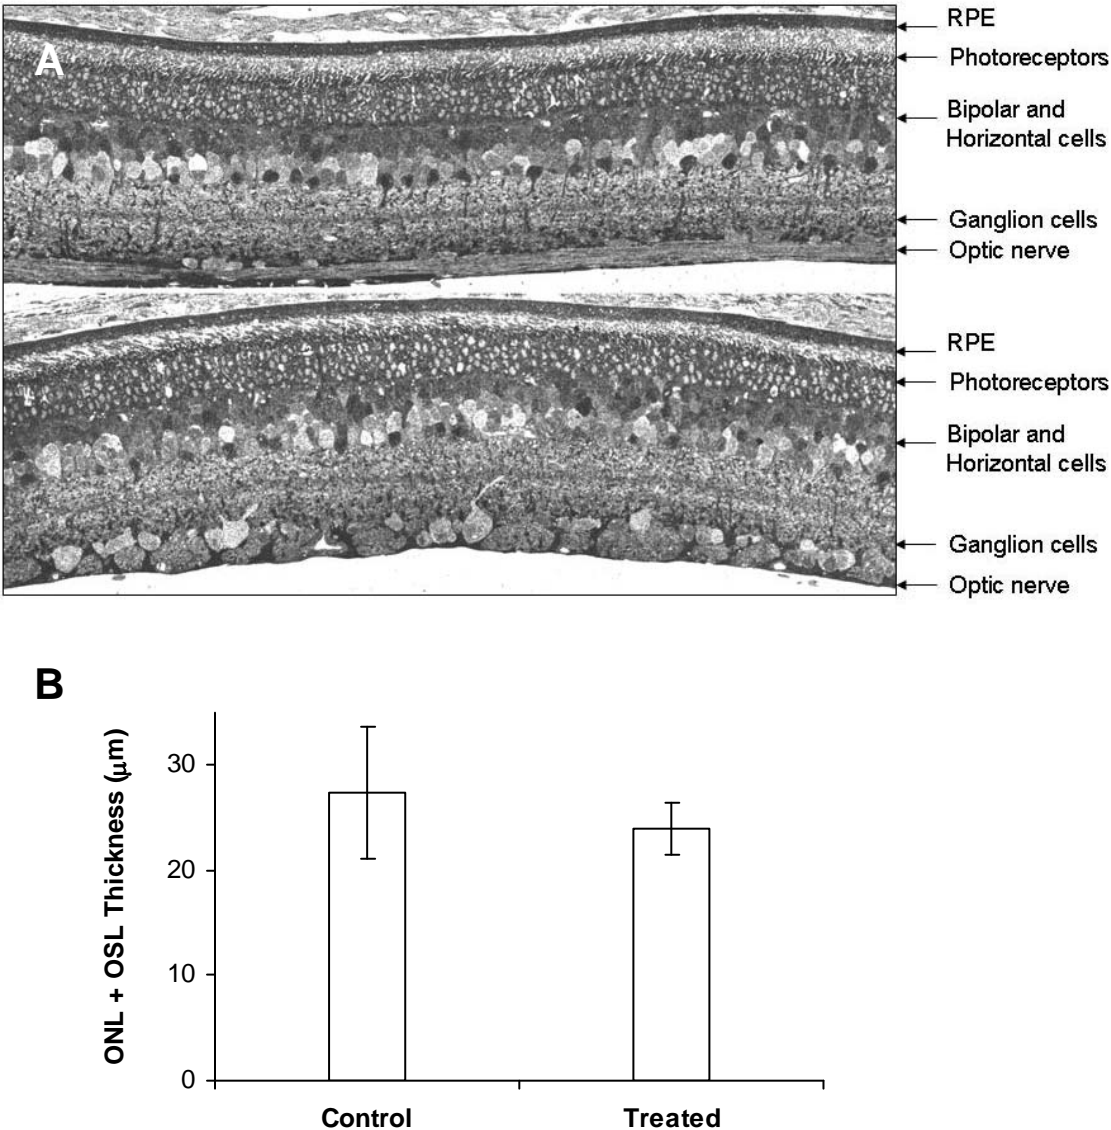 A
RPE
Photoreceptors
Bipolar and
Horizontal cells
Ganglion cells
Optic nerve
RPE
Photoreceptors
Bipolar and
Horizontal cells
Ganglion cells
Optic nerve
B
ONL + OSL Thickness (μm)
30
20
10
0
Control
Treated